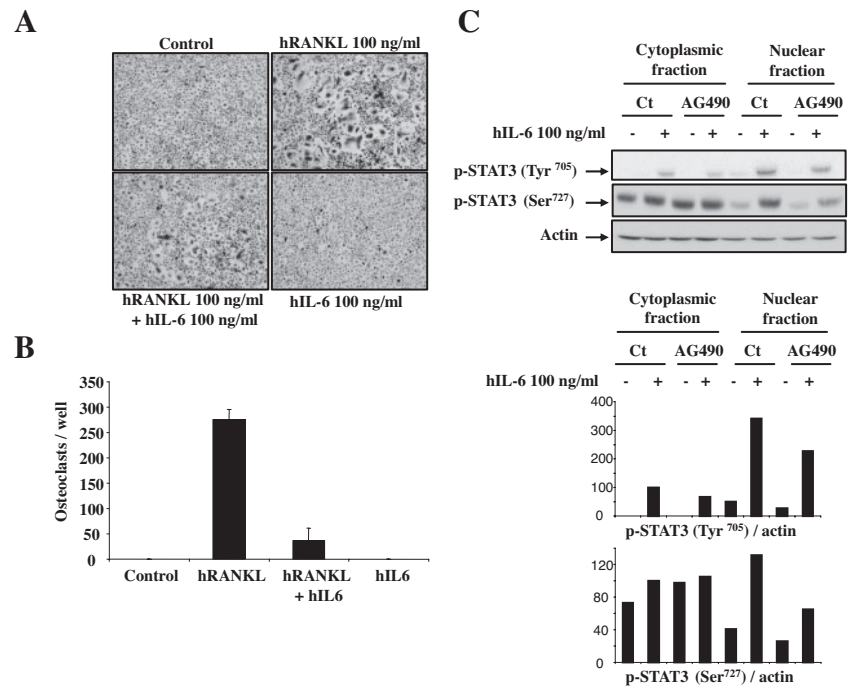 A
Control
hRANKL 100 ng/ml
hRANKL 100 ng/ml
+ hIL-6 100 ng/ml
hIL-6 100 ng/ml
B
Osteoclasts / well
350
300
250
200
150
100
50
0
Control
hRANKL
hRANKL
+ hIL6
hIL6
C
Cytoplasmic
fraction
Nuclear
fraction
Ct AG490 Ct AG490
hIL-6 100 ng/ml - + - + - + - +
p-STAT3 (Tyr 705)
p-STAT3 (Ser727)
Actin
Cytoplasmic
fraction
Nuclear
fraction
Ct AG490 Ct AG490
hIL-6 100 ng/ml - + - + - + - +
400
300
200
100
0
p-STAT3 (Tyr 705) / actin
120
80
40
0
p-STAT3 (Ser727) / actin